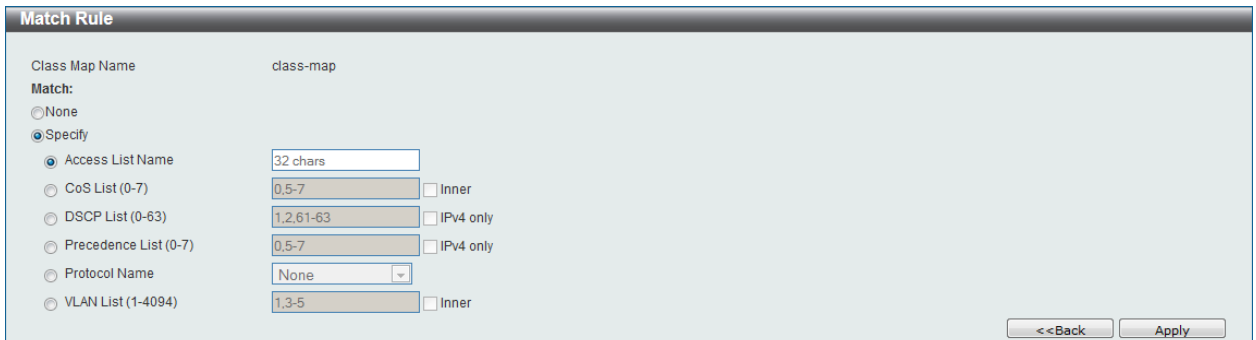 Match Rule
Class Map Name class-map
Match:
None
Specify
Access List Name 32 chars
CoS List (0-7) 0,5-7 Inner
DSCP List (0-63) 1,2,61-63 IPv4 only
Precedence List (0-7) 0,5-7 IPv4 only
Protocol Name None
VLAN List (1-4094) 1,3-5 Inner
<<Back Apply